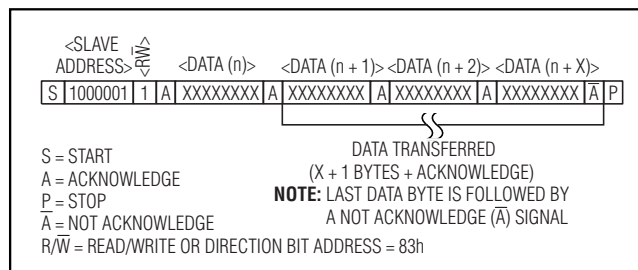 <SLAVE
ADDRESS> <RW̅> <DATA (n)> <DATA (n + 1)> <DATA (n + 2)> <DATA (n + X)>
S 1000001 1 A XXXXXXXX A XXXXXXXX A XXXXXXXX A XXXXXXXX A̅ P
S = START
A = ACKNOWLEDGE
P = STOP
A̅ = NOT ACKNOWLEDGE
R/W̅ = READ/WRITE OR DIRECTION BIT ADDRESS = 83h
DATA TRANSFERRED
(X + 1 BYTES + ACKNOWLEDGE)
NOTE: LAST DATA BYTE IS FOLLOWED BY
A NOT ACKNOWLEDGE (A̅) SIGNAL